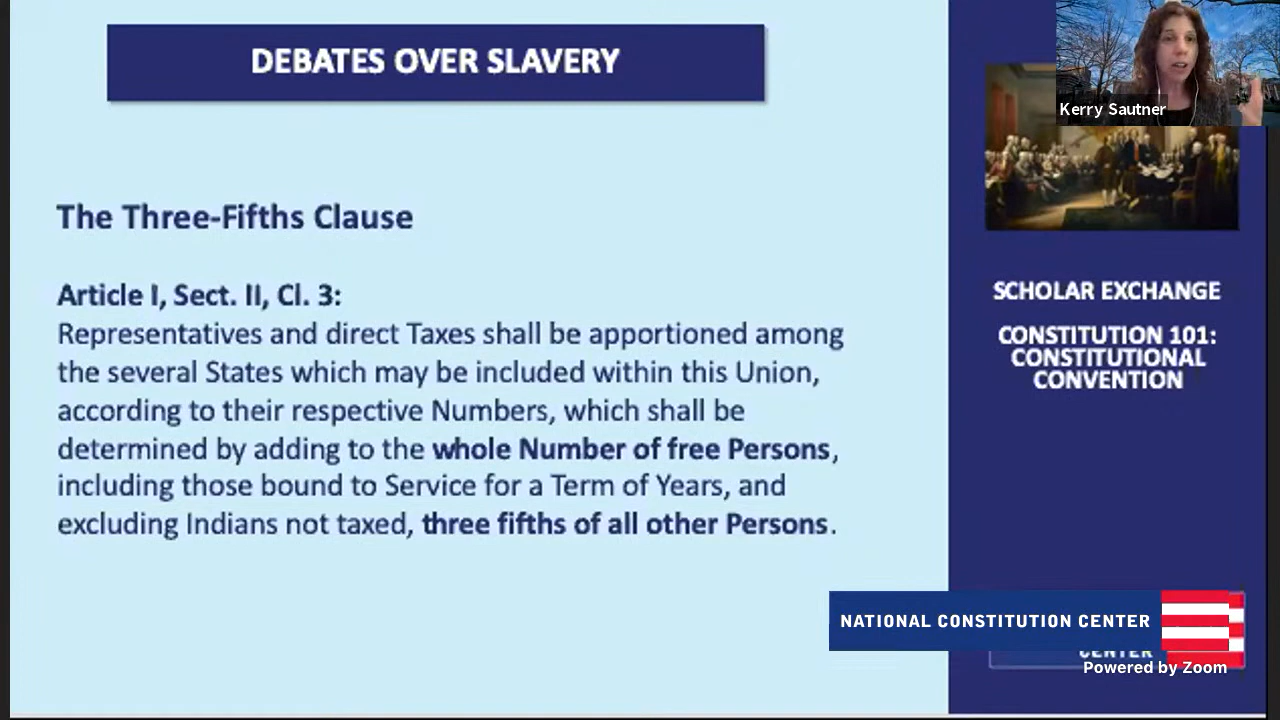 DEBATES OVER SLAVERY
The Three-Fifths Clause
Article I, Sect. II, Cl. 3:
Representatives and direct Taxes shall be apportioned among
the several States which may be included within this Union,
according to their respective Numbers, which shall be
determined by adding to the whole Number of free Persons,
including those bound to Service for a Term of Years, and
excluding Indians not taxed, three fifths of all other Persons.
Kerry Sautner
SCHOLAR EXCHANGE
CONSTITUTION 101:
CONSTITUTIONAL
CONVENTION
NATIONAL CONSTITUTION CENTER
CENTER
Powered by Zoom